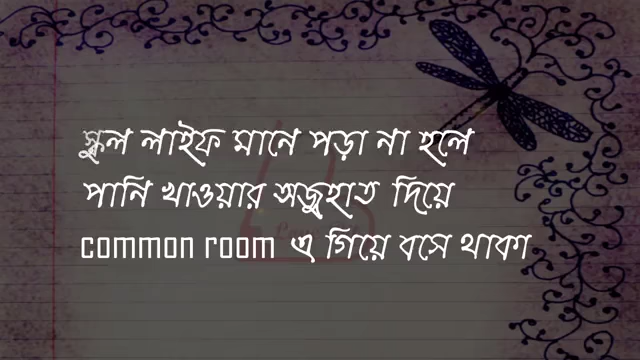 স্কুল লাইফ মানে পড়া না হলে
পানি খাওয়ার অজুহাত দিয়ে
common room এ গিয়ে বসে থাকা